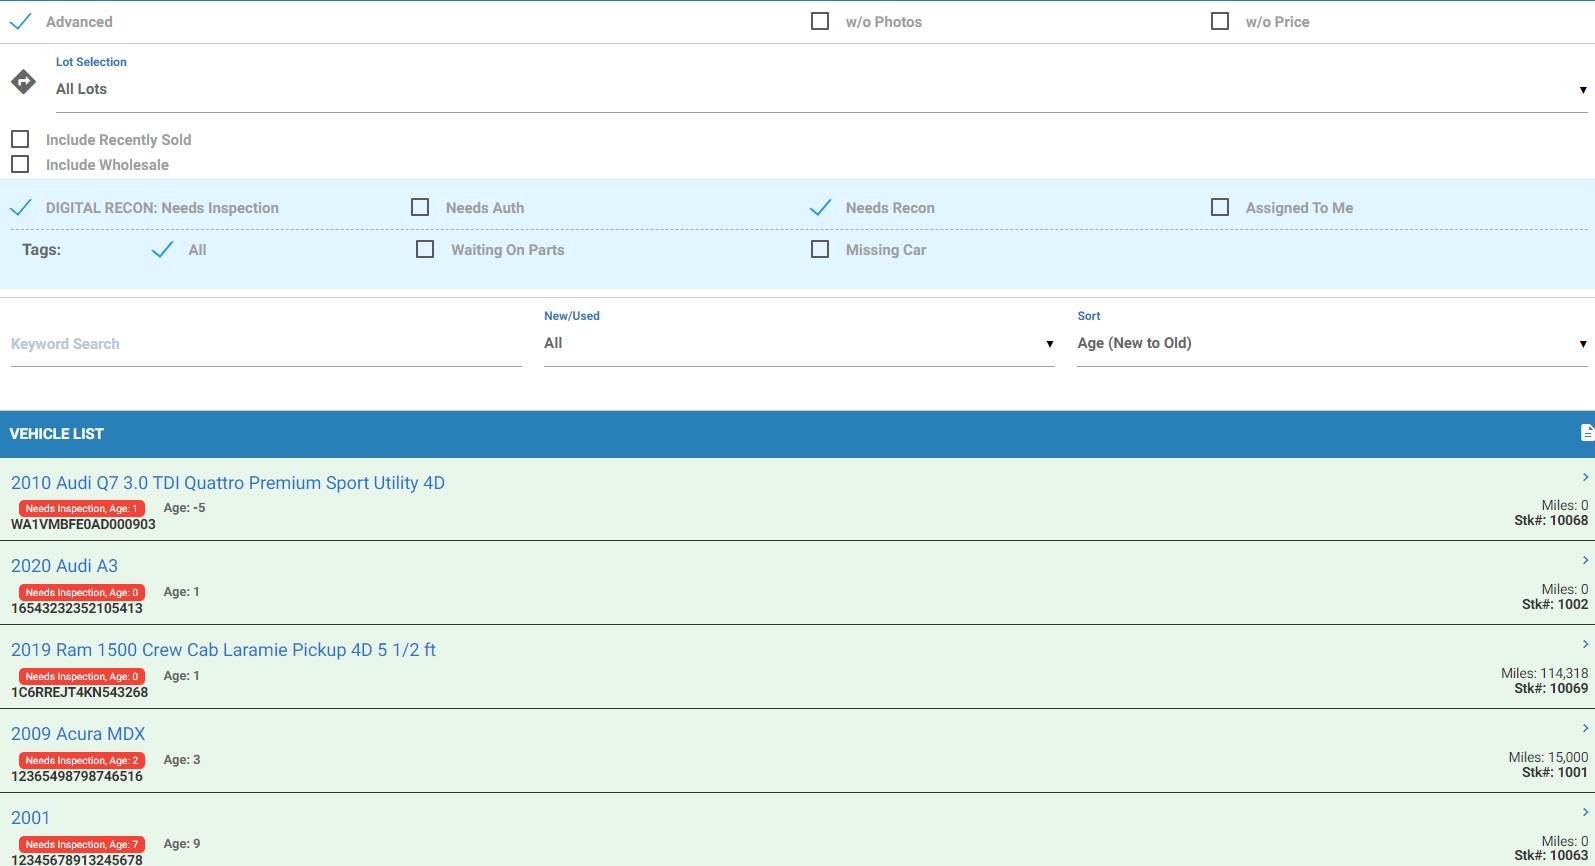 Advanced w/o Photos w/o Price
Lot Selection
All Lots
Include Recently Sold
Include Wholesale
DIGITAL RECON: Needs Inspection Needs Auth Needs Recon Assigned To Me
Tags: All Waiting On Parts Missing Car
New/Used Sort
Keyword Search All Age (New to Old)
VEHICLE LIST
2010 Audi Q7 3.0 TDI Quattro Premium Sport Utility 4D
Needs Inspection, Age: 1 Age: -5 Miles: 0
WA1VMBFE0AD000903 Stk#: 10068
2020 Audi A3
Needs Inspection, Age: 0 Age: 1 Miles: 0
16543232352105413 Stk#: 1002
2019 Ram 1500 Crew Cab Laramie Pickup 4D 5 1/2 ft
Needs Inspection, Age: 0 Age: 1 Miles: 114,318
1C6RREJT4KN543268 Stk#: 10069
2009 Acura MDX
Needs Inspection, Age: 2 Age: 3 Miles: 15,000
12365498798746516 Stk#: 1001
2001
Needs Inspection, Age: 7 Age: 9 Miles: 0
12345678913245678 Stk#: 10063